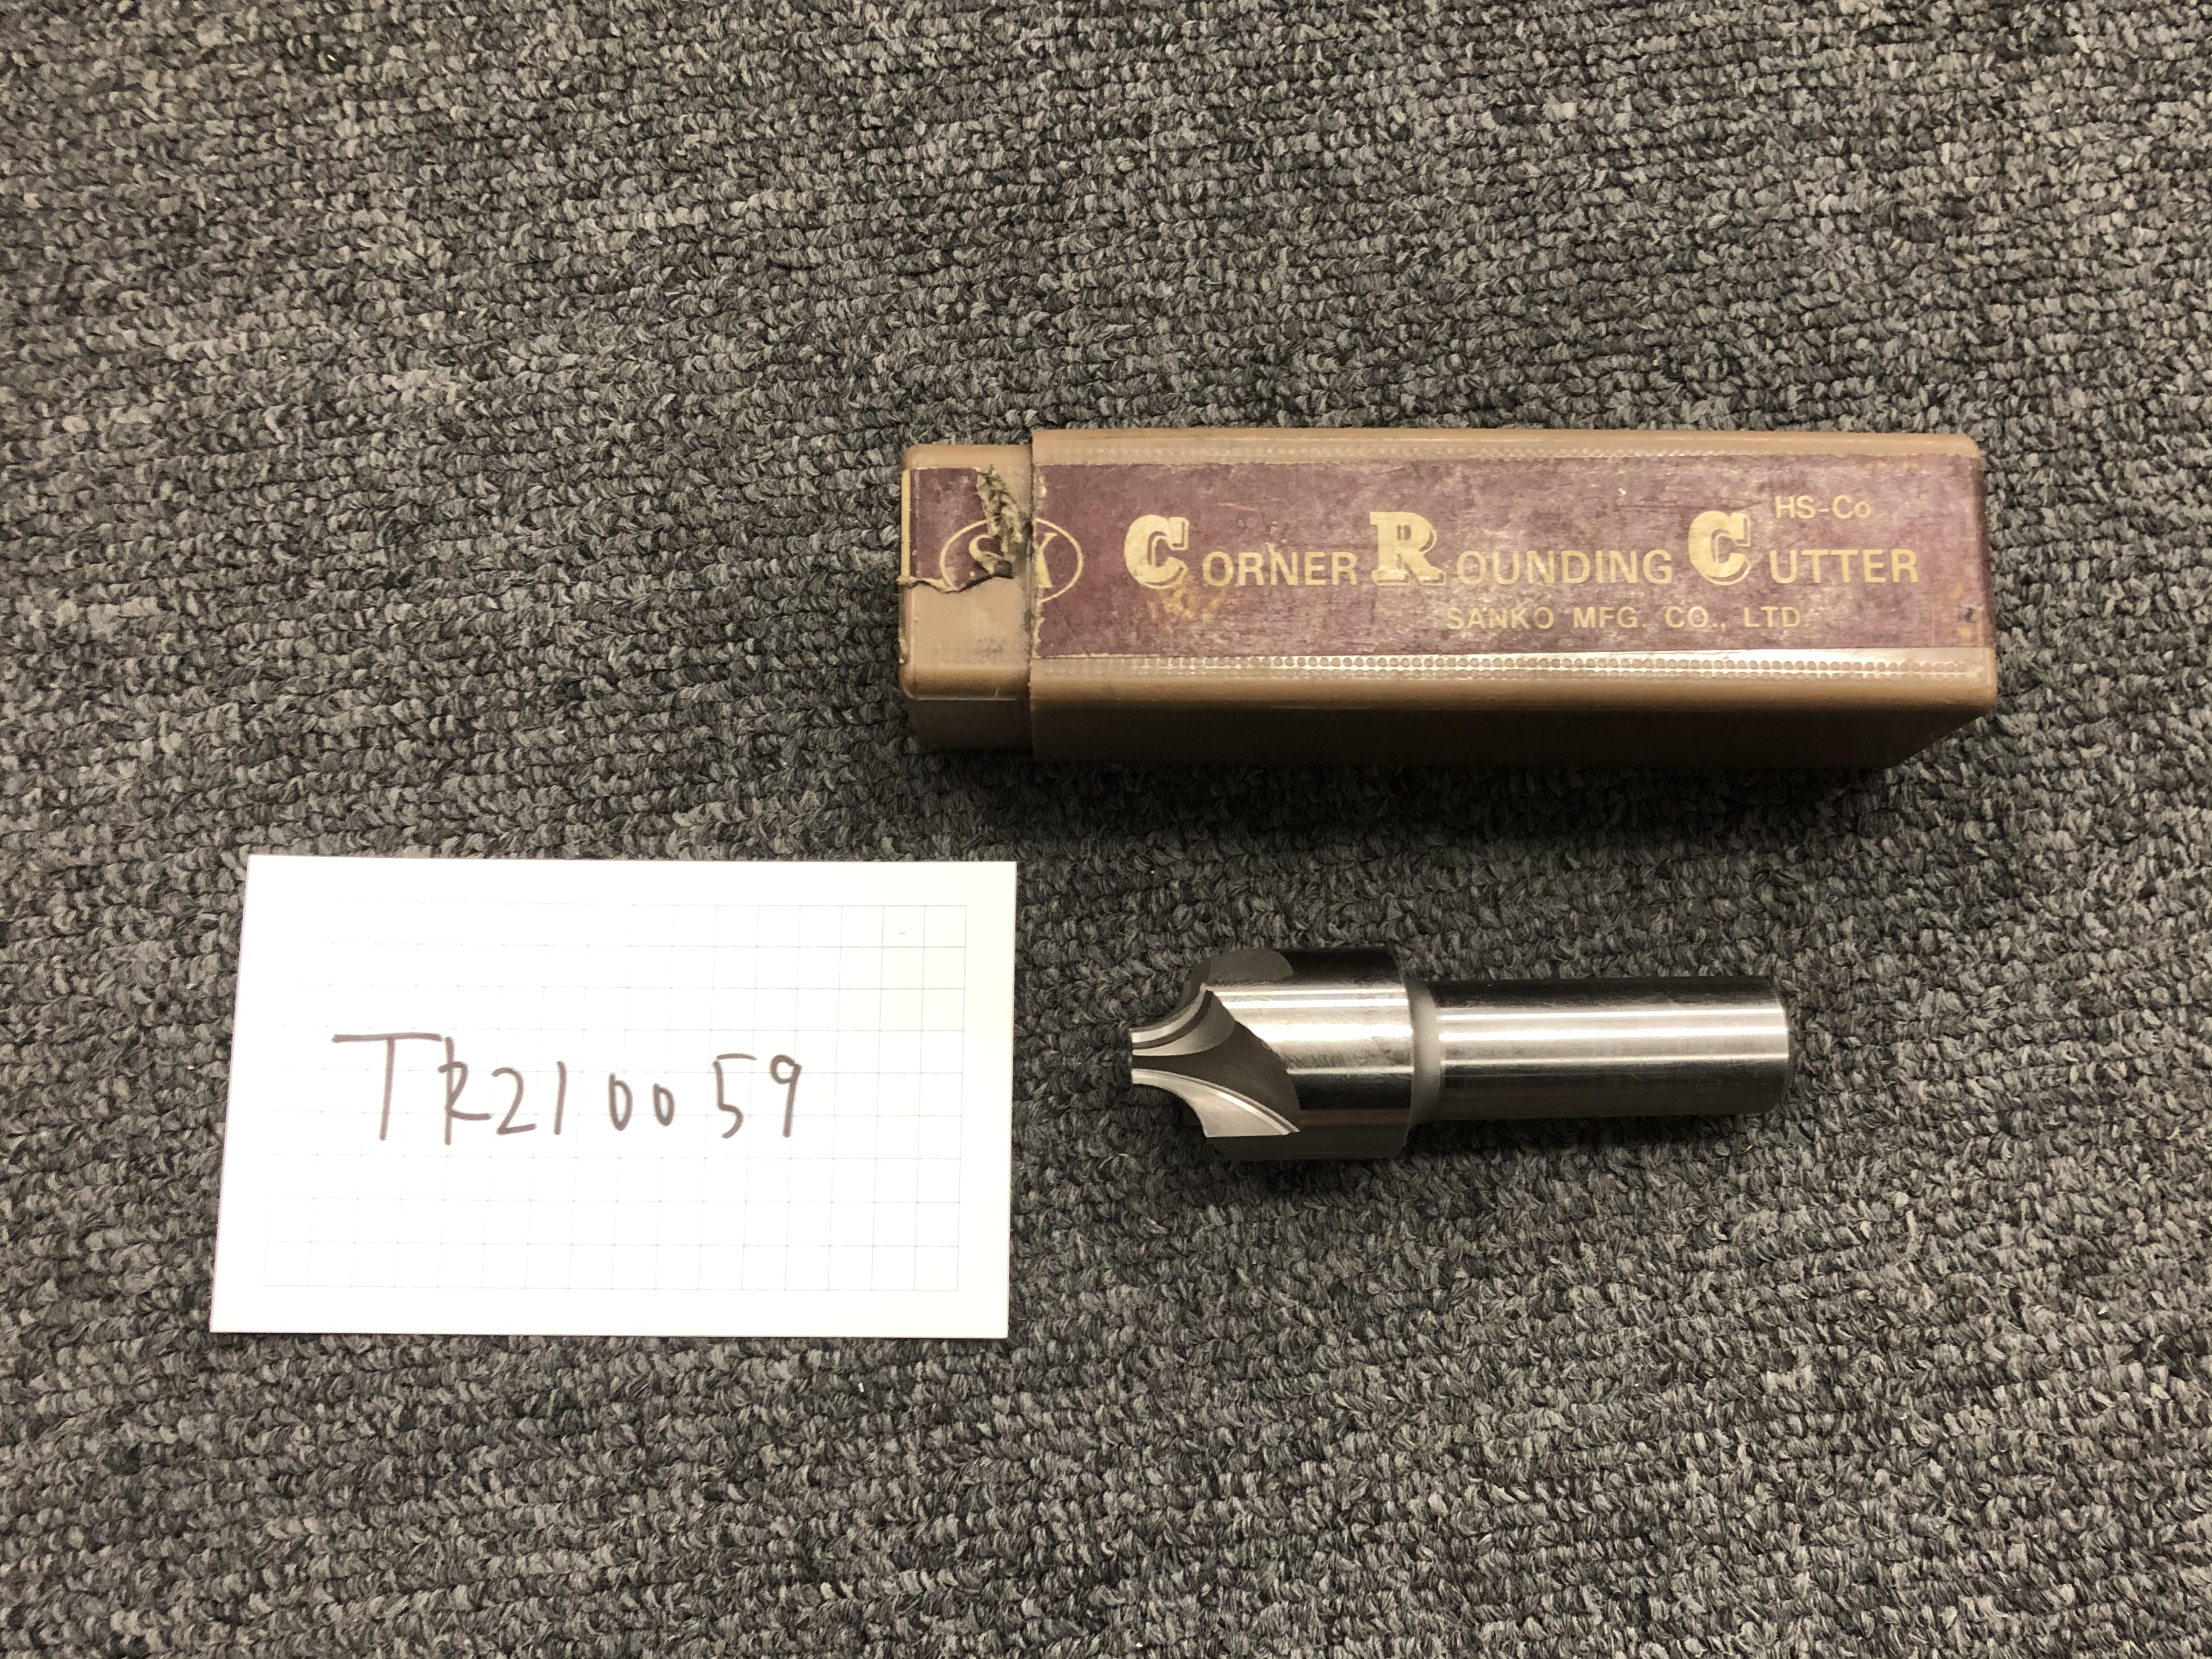 HS-Co
CORNER ROUNDING CUTTER
SANKO MFG. CO., LTD.
TR210059